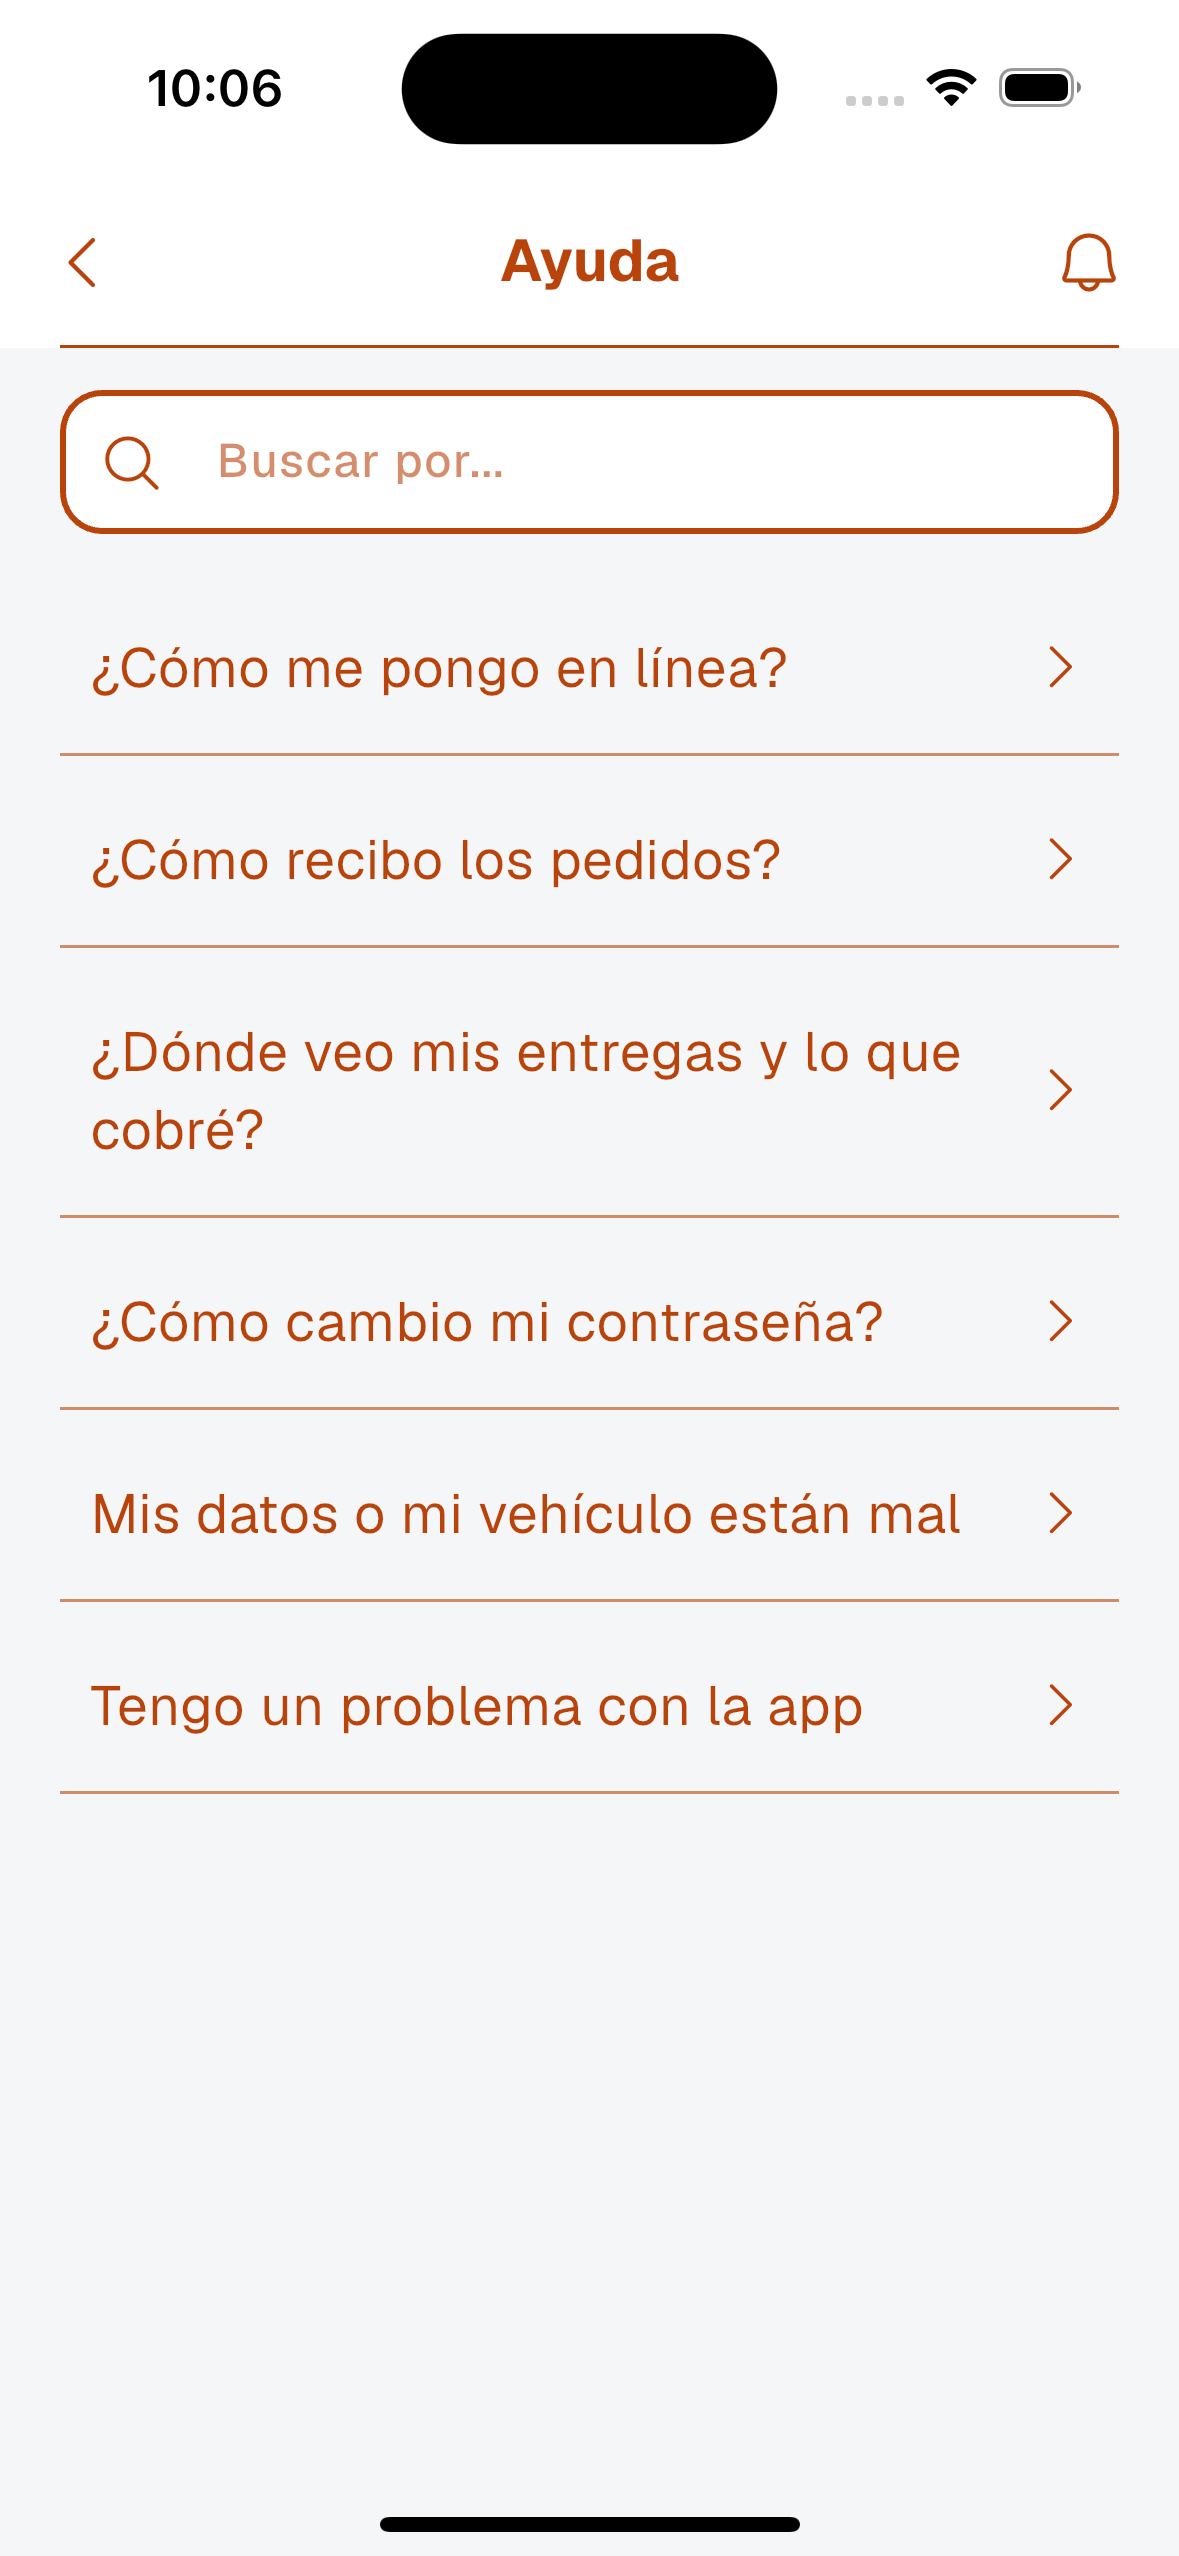 10:06
Ayuda
Buscar por...
¿Cómo me pongo en línea?
¿Cómo recibo los pedidos?
¿Dónde veo mis entregas y lo que
cobré?
¿Cómo cambio mi contraseña?
Mis datos o mi vehículo están mal
Tengo un problema con la app